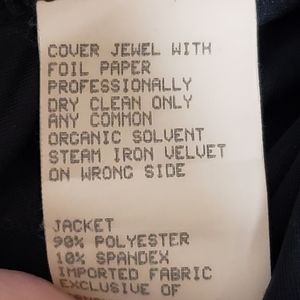 COVER JEWEL WITH
FOIL PAPER
PROFESSIONALLY
DRY CLEAN ONLY
ANY COMMON
ORGANIC SOLVENT
STEAM IRON VELVET
ON WRONG SIDE
JACKET
90% POLYESTER
10% SPANDEX
IMPORTED FABRIC
EXCLUSIVE OF